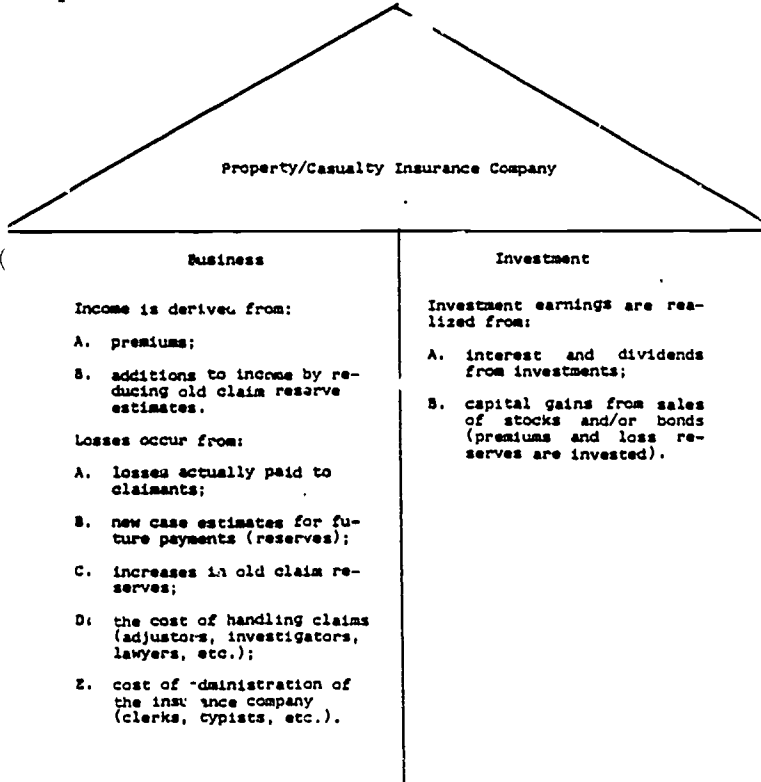 Property/Casualty Insurance Company
Business
Income is derived from:
A. premiums;
B. additions to income by re-
ducing old claim reserve
estimates.
Losses occur from:
A. losses actually paid to
claimants;
B. new case estimates for fu-
ture payments (reserves);
C. increases in old claim re-
serves;
D. the cost of handling claims
(adjustors, investigators,
lawyers, etc.);
E. cost of administration of
the insurance company
(clerks, typists, etc.).
Investment
Investment earnings are rea-
lized from:
A. interest and dividends
from investments;
B. capital gains from sales
of stocks and/or bonds
(premiums and loss re-
serves are invested).